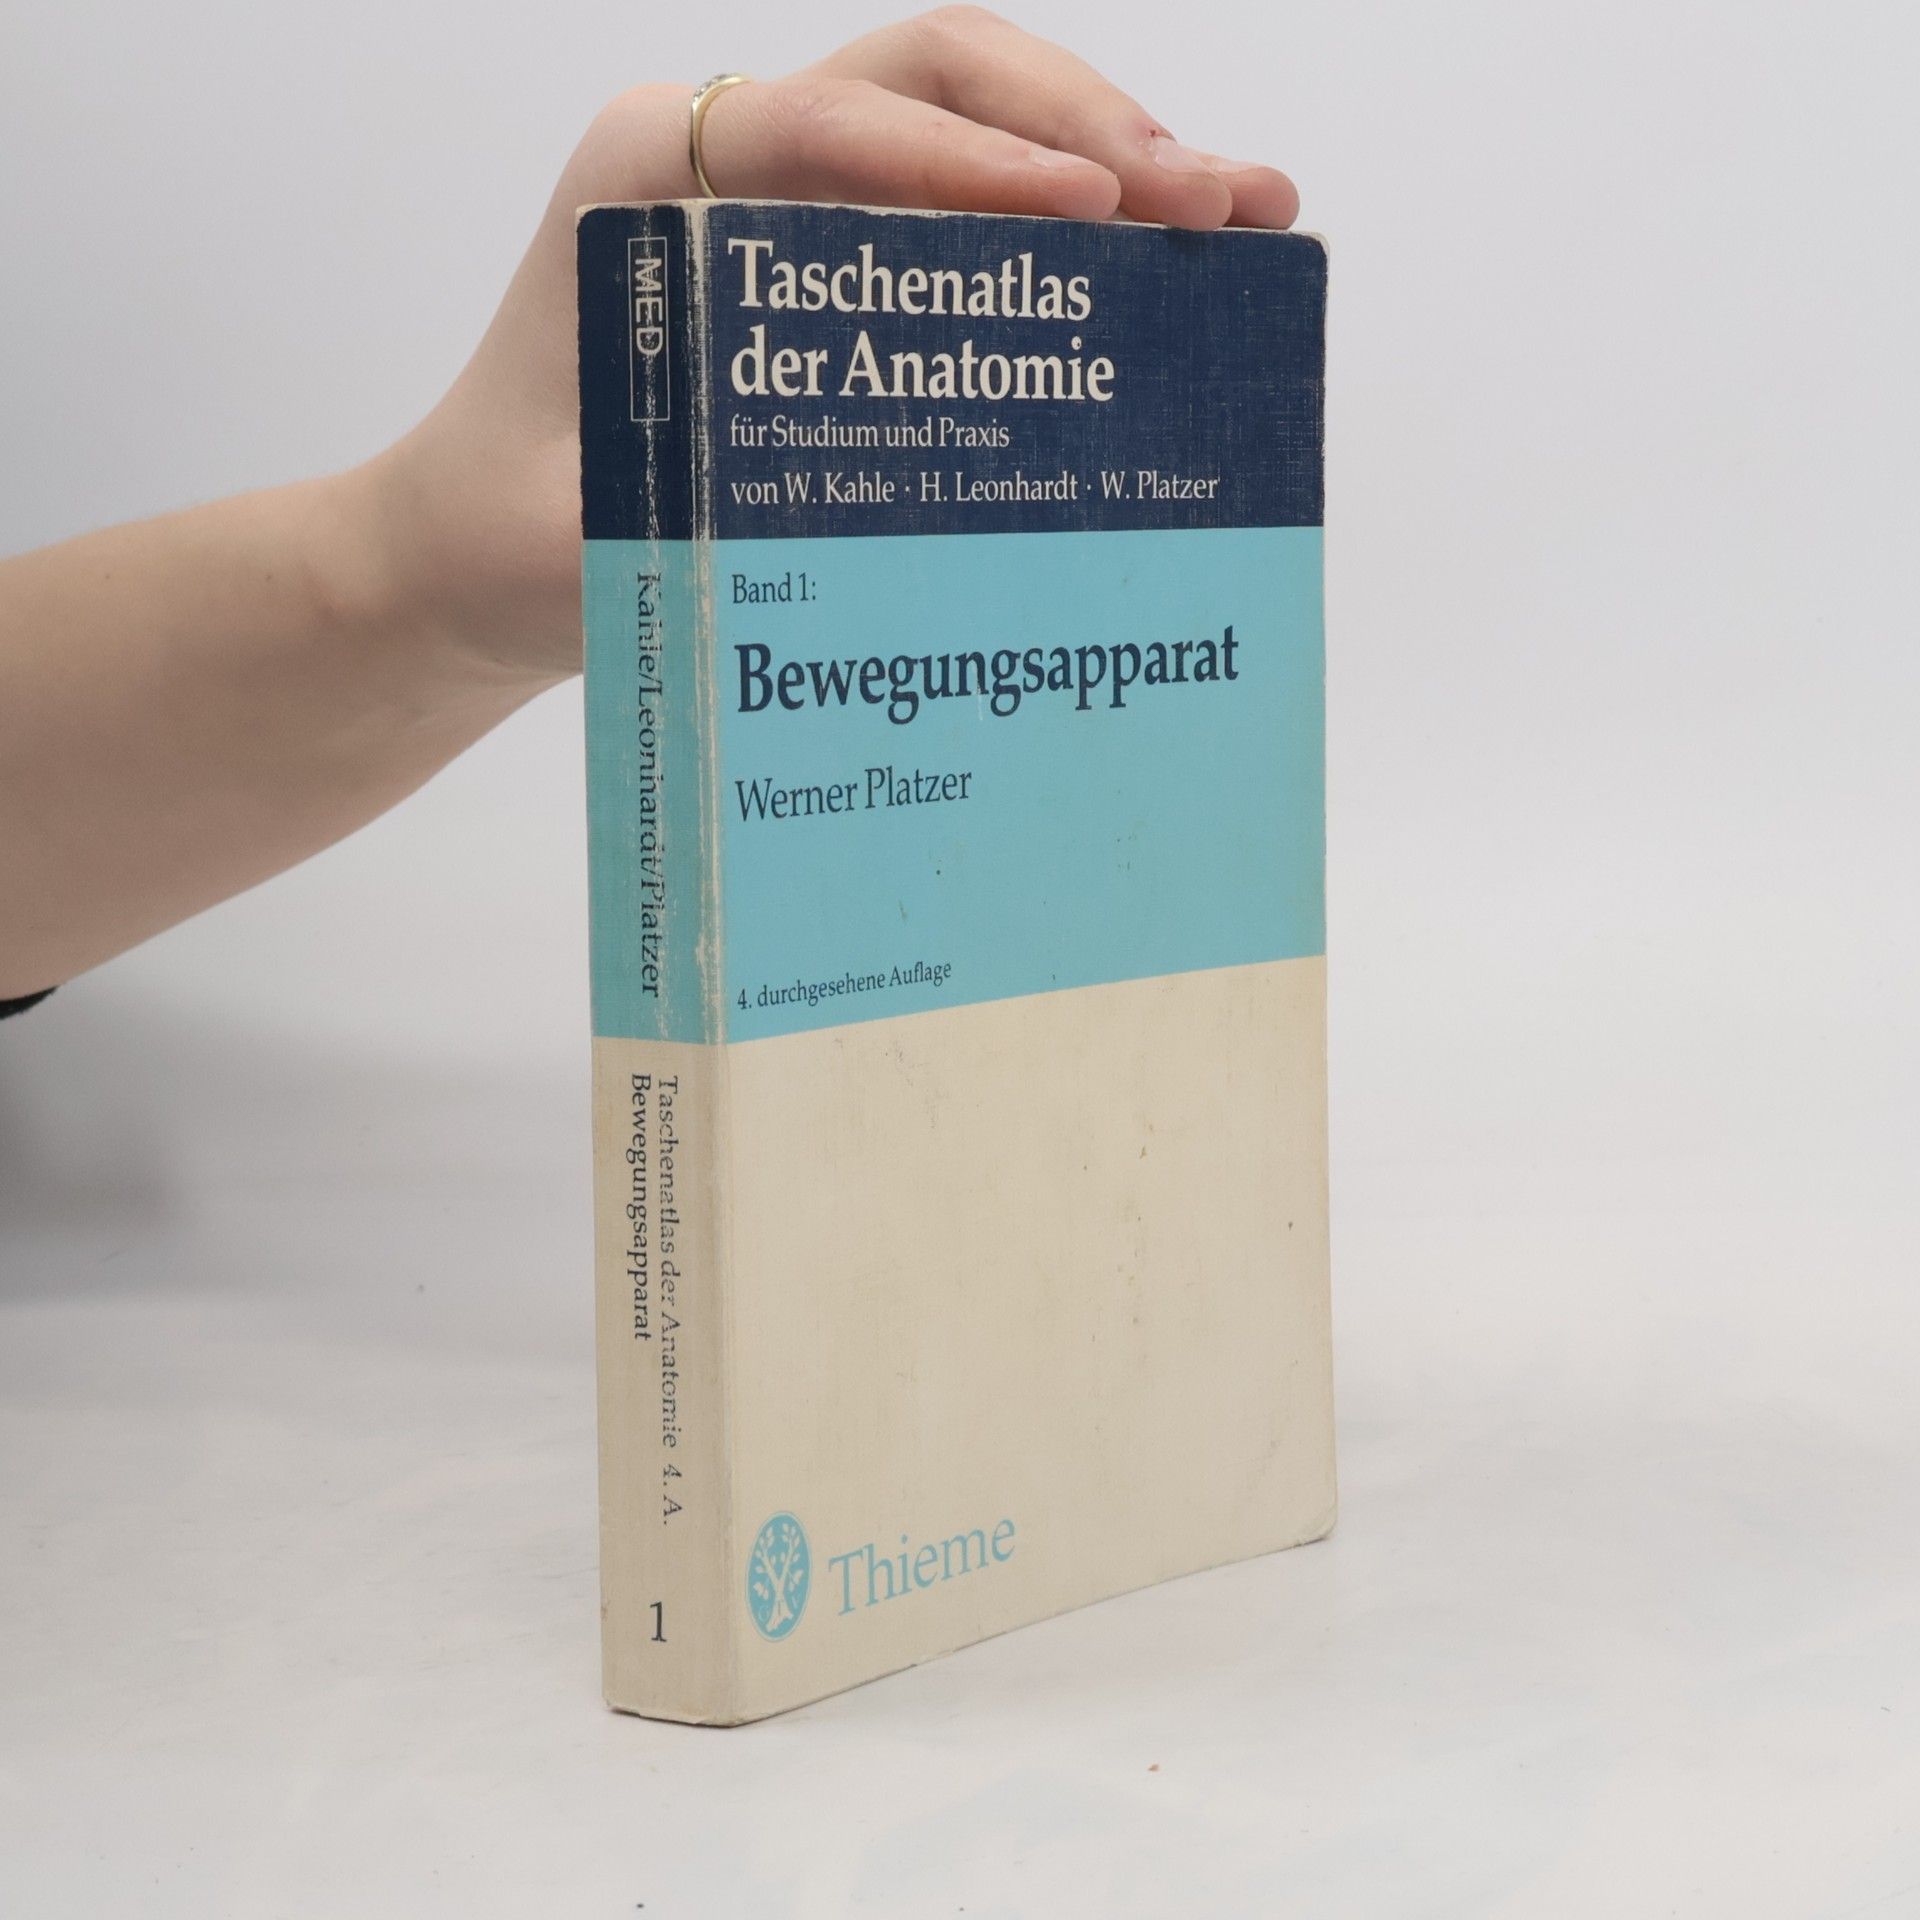 MED
Kahle/Leonhardt/Platzer
Taschenatlas der Anatomie 4. A.
Bewegungsapparat
1
Taschenatlas
der Anatomie
für Studium und Praxis
von W. Kahle · H. Leonhardt · W. Platzer
Band 1:
Bewegungsapparat
Werner Platzer
4. durchgesehene Auflage
Thieme